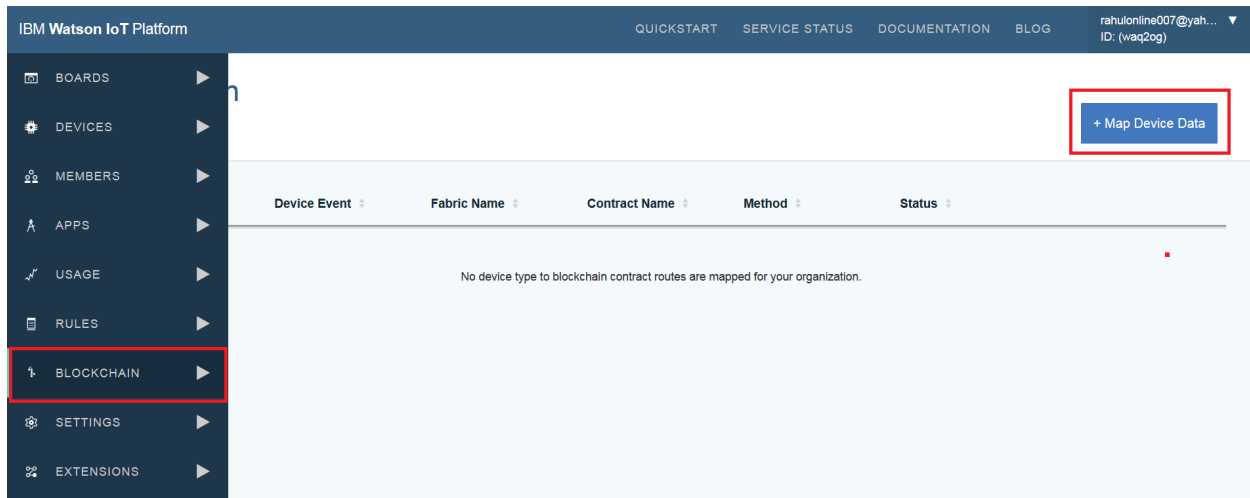 IBM Watson IoT Platform
QUICKSTART SERVICE STATUS DOCUMENTATION BLOG
rahulonline007@yah...
ID: (waq2og)
BOARDS
DEVICES
MEMBERS
APPS
USAGE
RULES
BLOCKCHAIN
SETTINGS
EXTENSIONS
n
+ Map Device Data
Device Event Fabric Name Contract Name Method Status
No device type to blockchain contract routes are mapped for your organization.